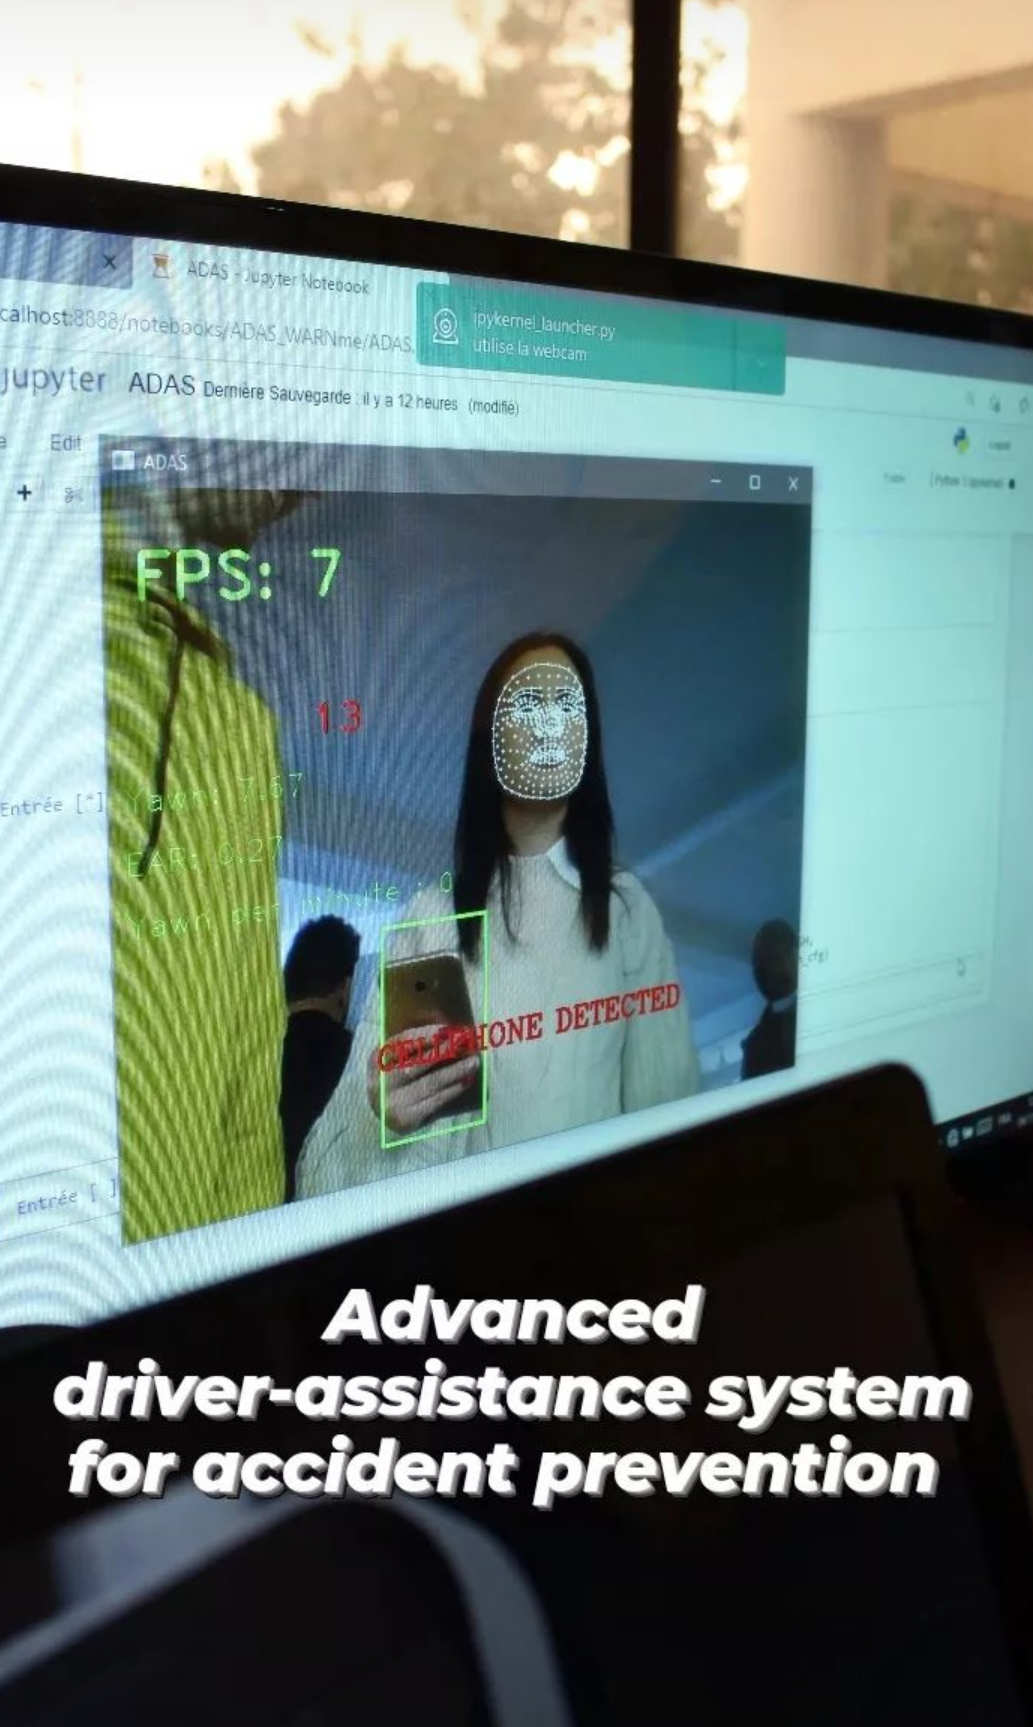 ADAS - Jupyter Notebook
calhost:8888/notebooks/ADAS_WARNme/ADAS.
ipykernel_launcher.py
utilise la webcam
jupyter ADAS Dernière Sauvegarde : il y a 12 heures (modifié)
Edit
ADAS
FPS: 7
13
Yawn: 7.67
Entrée [*]
EAR: 0.27
Yawn per minute : 0
CELLPHONE DETECTED
Entrée [ ]
Advanced
driver-assistance system
for accident prevention